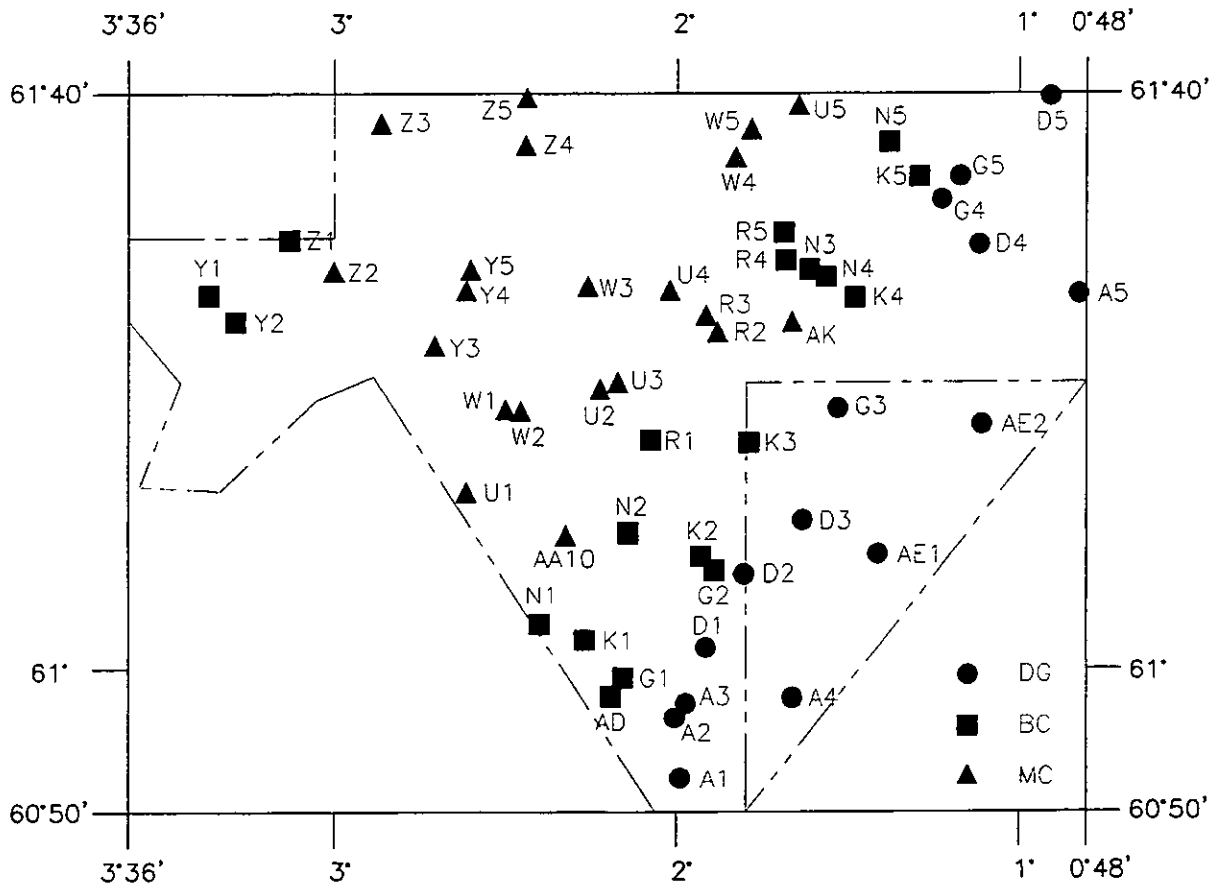 3°36' 3° 2° 1° 0°48'
61°40' 61°40'
Z5 U5 D5
Z3 W5 N5
Z4
W4 K5 G5
G4
R5
Z1 N3 D4
R4
Y1 Z2 Y5 U4 N4
Y4 W3 K4 A5
R3
Y2 R2 AK
Y3
U3
W1 U2 G3
W2 AE2
R1 K3
U1
N2 D3
K2
AA10 AE1
G2 D2
N1 D1
K1
61° 61°
G1 DG
AD A3 A4
A2 BC
A1 MC
60°50' 60°50'
3°36' 3° 2° 1° 0°48'